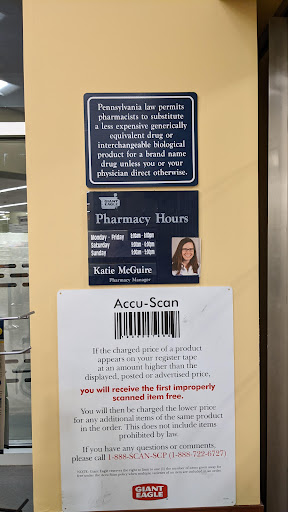 Pennsylvania law permits
pharmacists to substitute
a less expensive generically
equivalent drug or
interchangeable biological
product for a brand name
drug unless you or your
physician direct otherwise.
GIANT
EAGLE
Pharmacy Hours
Monday - Friday
Saturday
Sunday
Katie McGuire
Pharmacy Manager
Accu-Scan
If the charged price of a product
appears on your register tape
at an amount higher than the
displayed, posted or advertised price,
you will receive the first improperly
scanned item free.
You will then be charged the lower price
for any additional items of the same product
in the order. This does not include items
prohibited by law
If you have any questions or comments,
please call 1-888-SCAN-SCP (1-888-722-6727)
GIANT
EAGLE